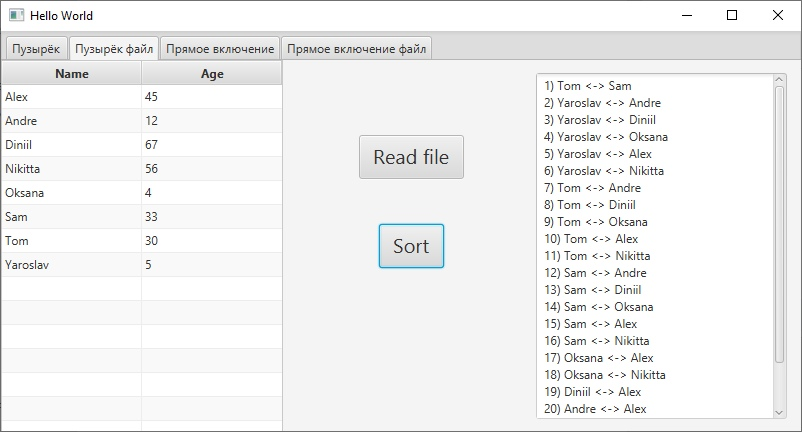 Hello World
Пузырёк Пузырёк файл Прямое включение Прямое включение файл
Name Age
Alex 45
Andre 12
Diniil 67
Nikitta 56
Oksana 4
Sam 33
Tom 30
Yaroslav 5
Read file
Sort
1) Tom <-> Sam
2) Yaroslav <-> Andre
3) Yaroslav <-> Diniil
4) Yaroslav <-> Oksana
5) Yaroslav <-> Alex
6) Yaroslav <-> Nikitta
7) Tom <-> Andre
8) Tom <-> Diniil
9) Tom <-> Oksana
10) Tom <-> Alex
11) Tom <-> Nikitta
12) Sam <-> Andre
13) Sam <-> Diniil
14) Sam <-> Oksana
15) Sam <-> Alex
16) Sam <-> Nikitta
17) Oksana <-> Alex
18) Oksana <-> Nikitta
19) Diniil <-> Alex
20) Andre <-> Alex